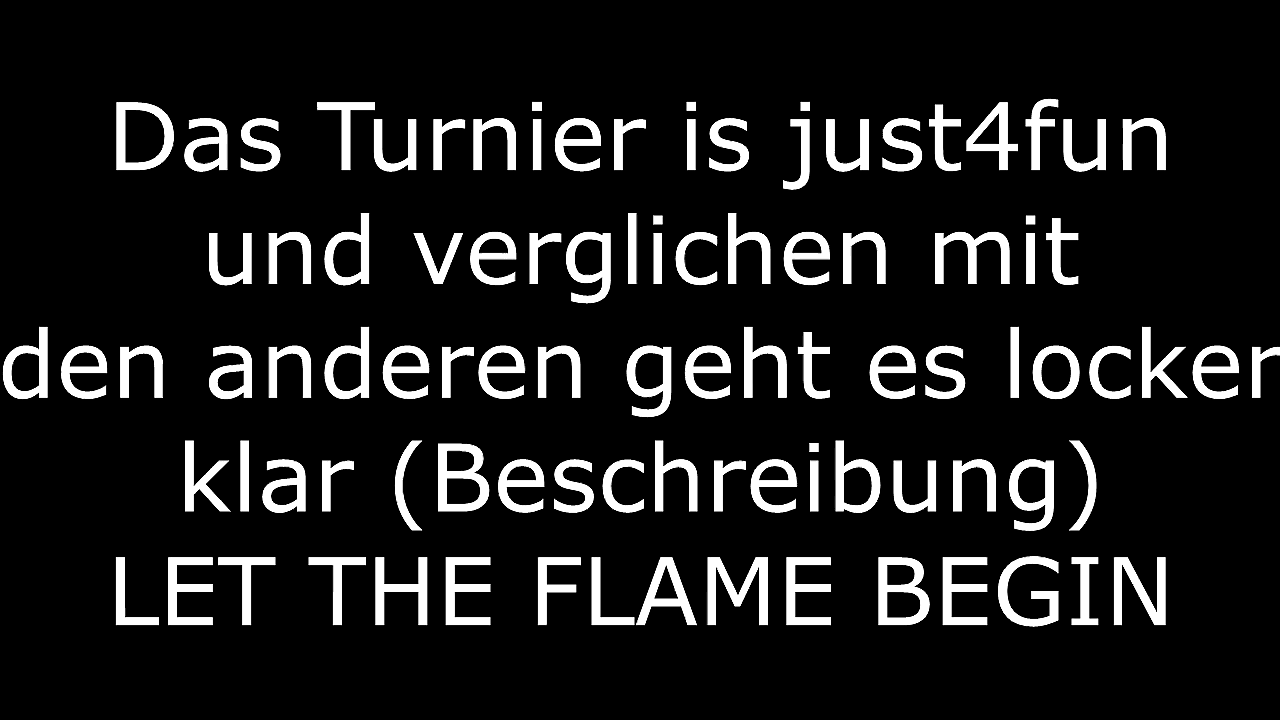 Das Turnier is just4fun
und verglichen mit
den anderen geht es locker
klar (Beschreibung)
LET THE FLAME BEGIN